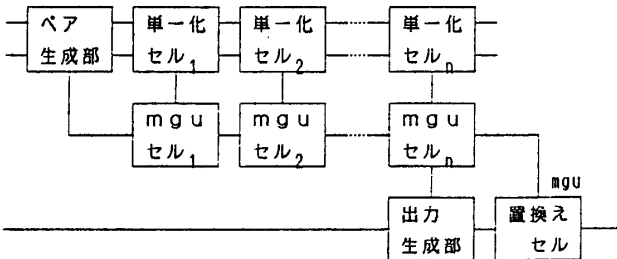 ペア
生成部
単一化
セル1
単一化
セル2
単一化
セルn
mgu
セル1
mgu
セル2
mgu
セルn
mgu
出力
生成部
置換え
セル